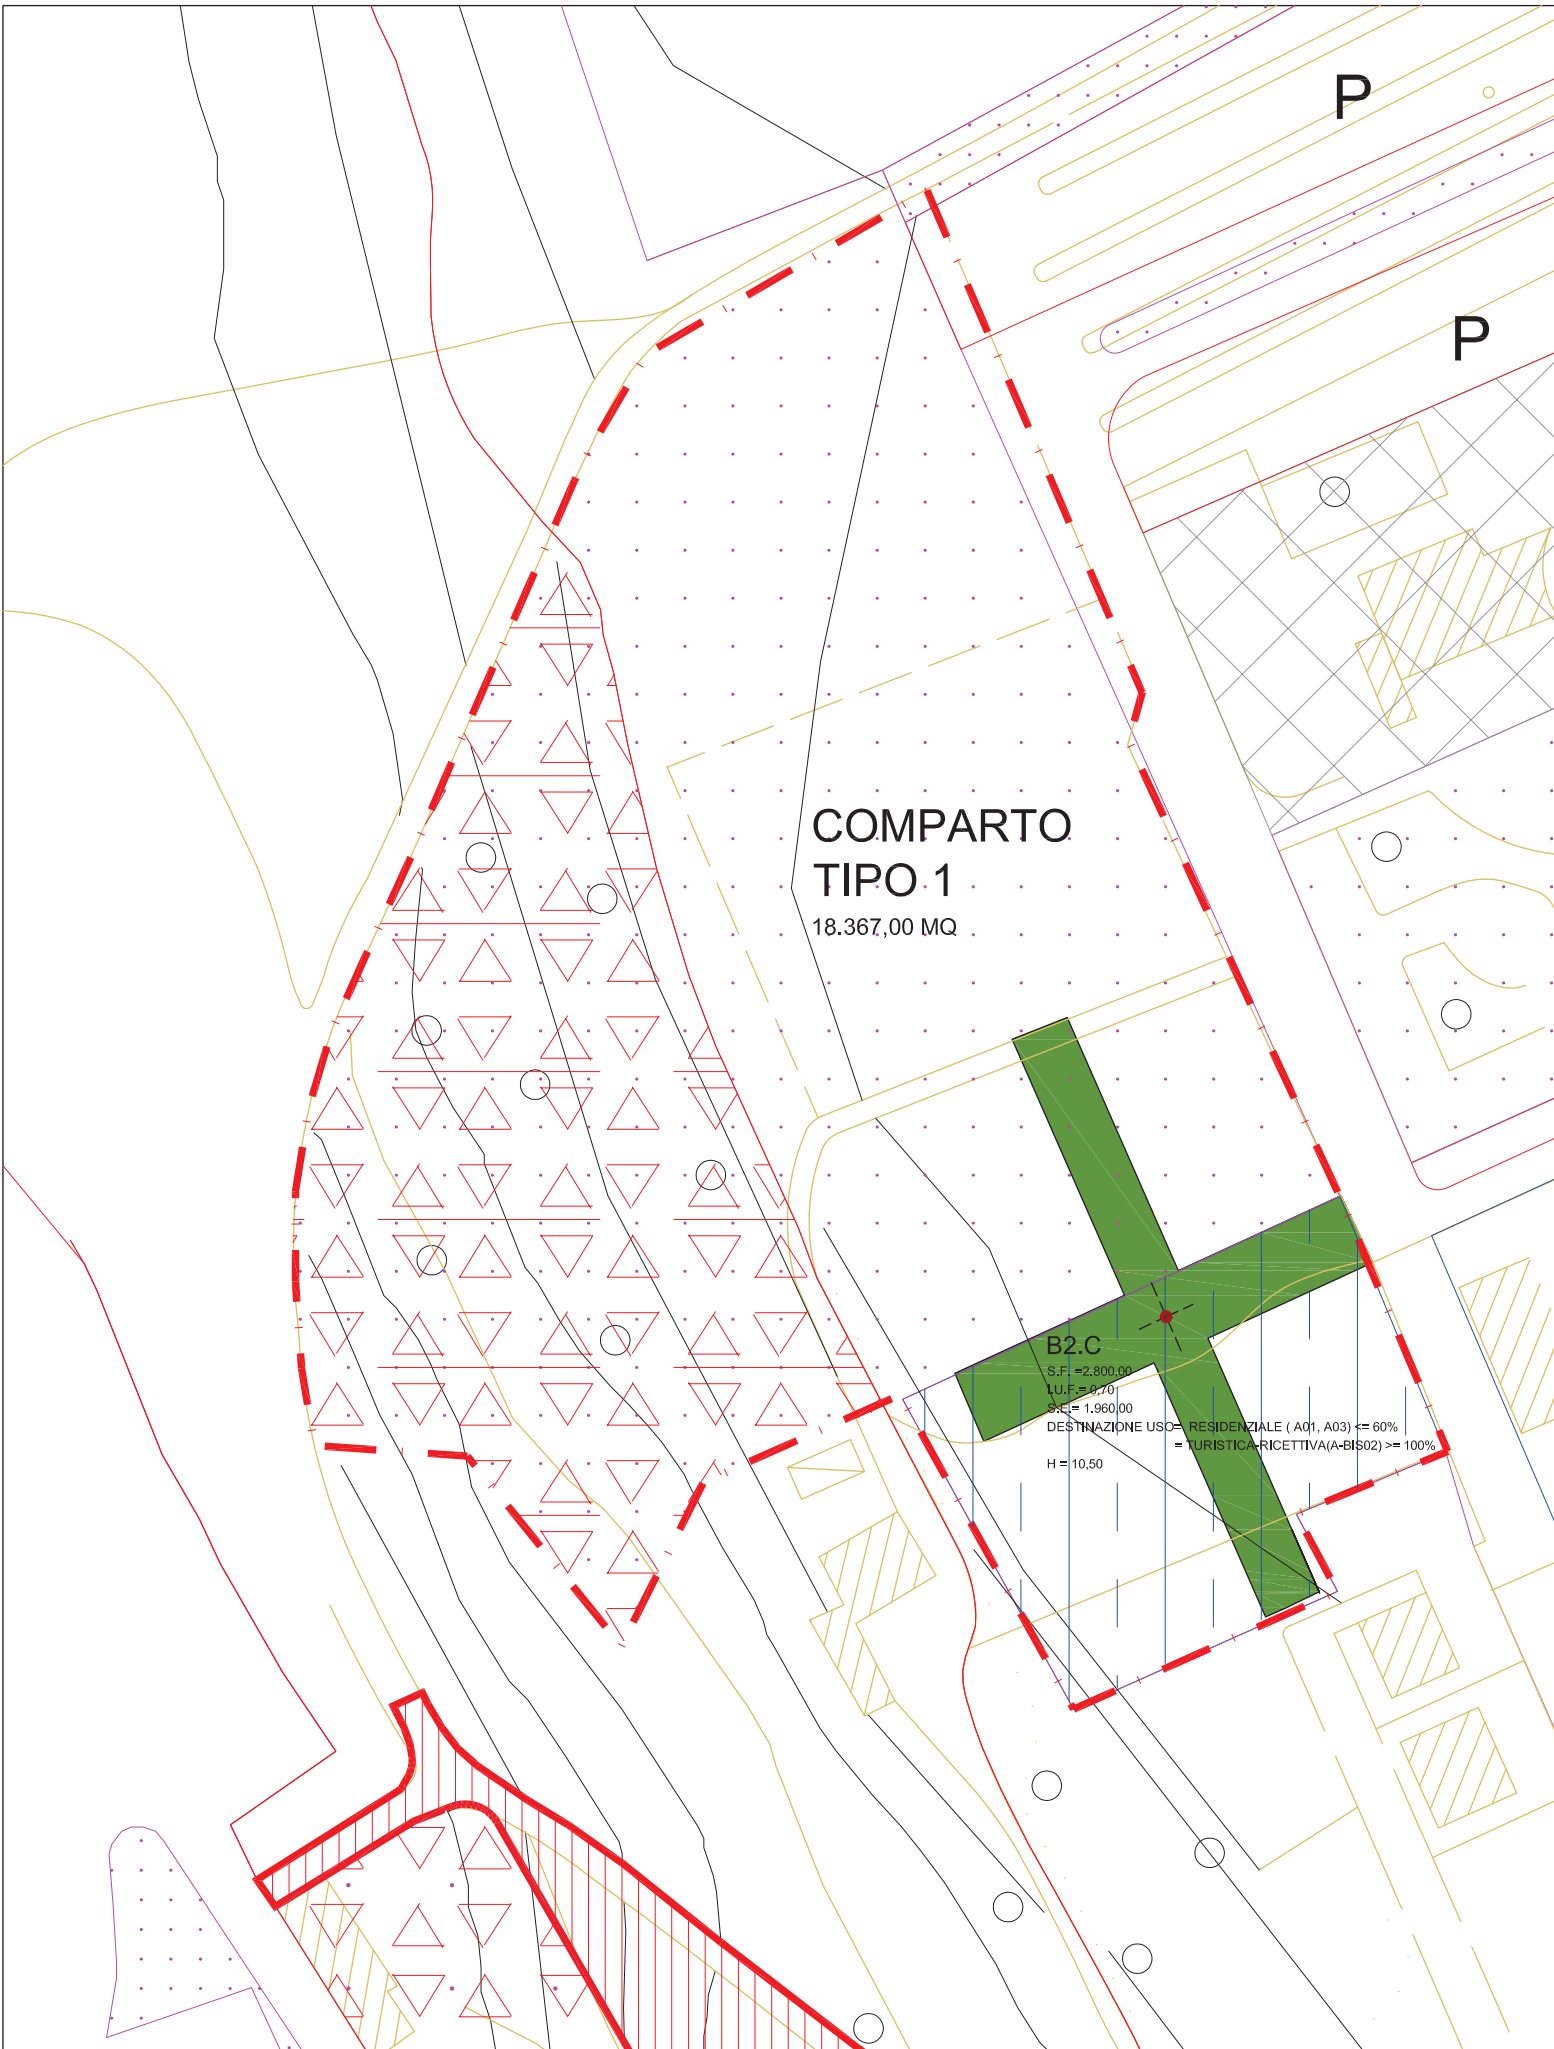 P
P
COMPARTO
TIPO 1
18.367,00 MQ
B2.C
S.F. =2.800,00
I.U.F.= 0,70
S.E.= 1.960,00
DESTINAZIONE USO= RESIDENZIALE ( A01, A03) <= 60%
= TURISTICA-RICETTIVA(A-BIS02) >= 100%
H = 10,50